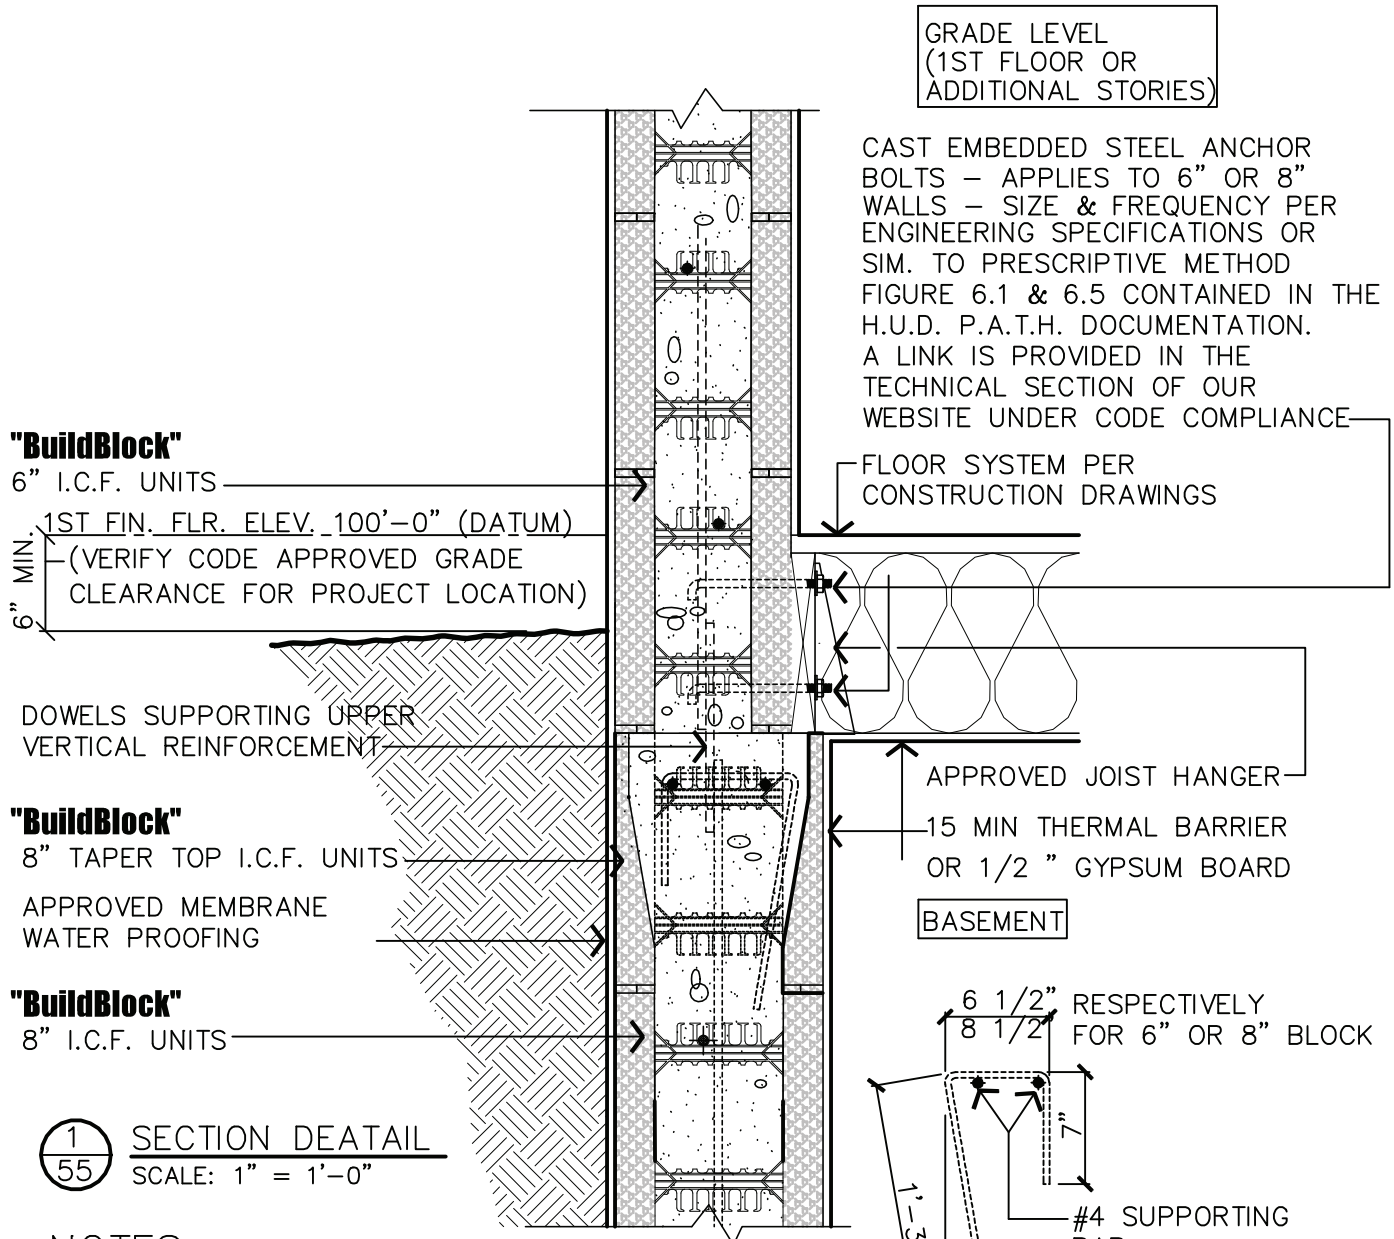 GRADE LEVEL
(1ST FLOOR OR
ADDITIONAL STORIES)
CAST EMBEDDED STEEL ANCHOR
BOLTS – APPLIES TO 6" OR 8"
WALLS – SIZE & FREQUENCY PER
ENGINEERING SPECIFICATIONS OR
SIM. TO PRESCRIPTIVE METHOD
FIGURE 6.1 & 6.5 CONTAINED IN THE
H.U.D. P.A.T.H. DOCUMENTATION.
A LINK IS PROVIDED IN THE
TECHNICAL SECTION OF OUR
WEBSITE UNDER CODE COMPLIANCE
FLOOR SYSTEM PER
CONSTRUCTION DRAWINGS
"BuildBlock"
6" I.C.F. UNITS
1ST FIN. FLR. ELEV. 100'–0" (DATUM)
(VERIFY CODE APPROVED GRADE
CLEARANCE FOR PROJECT LOCATION)
6" MIN.
DOWELS SUPPORTING UPPER
VERTICAL REINFORCEMENT
"BuildBlock"
8" TAPER TOP I.C.F. UNITS
APPROVED MEMBRANE
WATER PROOFING
"BuildBlock"
8" I.C.F. UNITS
APPROVED JOIST HANGER
15 MIN THERMAL BARRIER
OR 1/2 " GYPSUM BOARD
BASEMENT
6 1/2"
8 1/2"
RESPECTIVELY
FOR 6" OR 8" BLOCK
7"
1'–3
#4 SUPPORTING
1
55
SECTION DEATAIL
SCALE: 1" = 1'–0"